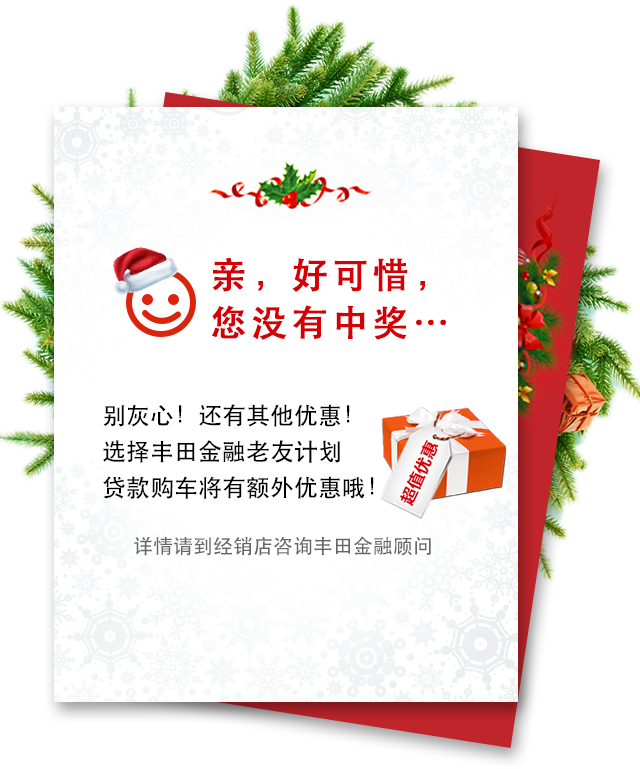 亲，好可惜，
您没有中奖…
别灰心！还有其他优惠！
选择丰田金融老友计划
贷款购车将有额外优惠哦！
超值优惠
详情请到经销店咨询丰田金融顾问